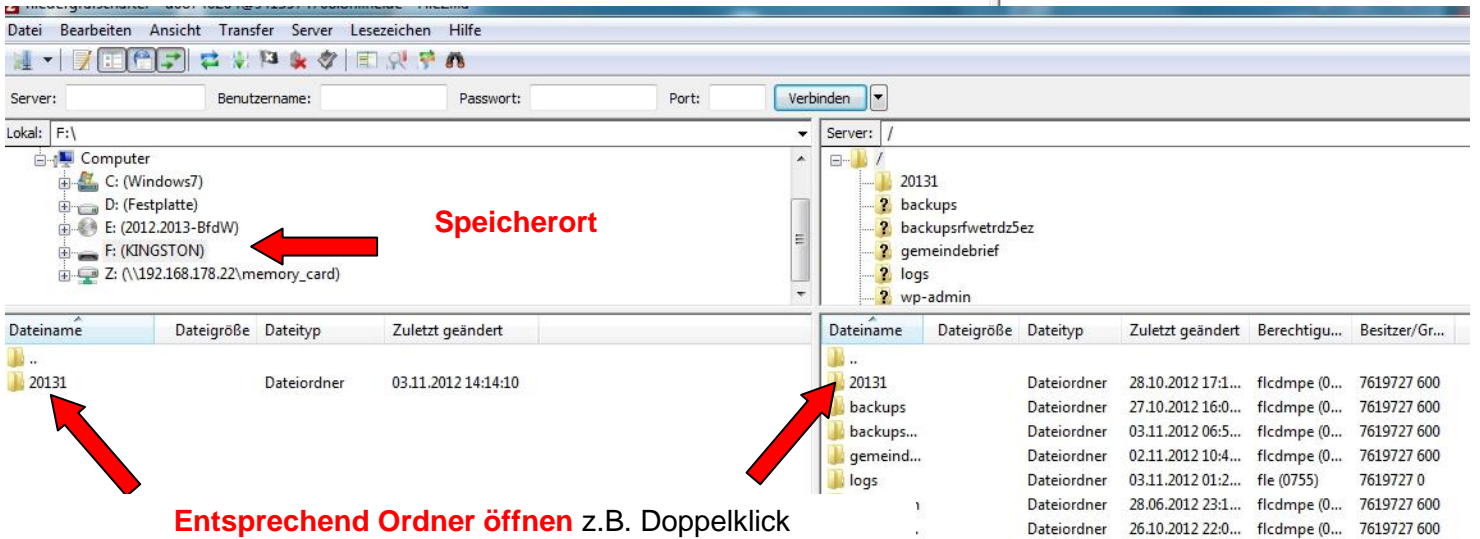 Datei Bearbeiten Ansicht Transfer Server Lesezeichen Hilfe
Server: Benutzername: Passwort: Port: Verbinden
Lokal: F:\
Computer
C: (Windows7)
D: (Festplatte)
E: (2012.2013-BfdW)
F: (KINGSTON)
Z: (\\192.168.178.22\memory_card)
Speicherort
Server: /
/
20131
backups
backupsrfwetrdz5ez
gemeindebrief
logs
wp-admin
Dateiname Dateigröße Dateityp Zuletzt geändert
..
20131 Dateiordner 03.11.2012 14:14:10
Dateiname Dateigröße Dateityp Zuletzt geändert Berechtigu... Besitzer/Gr...
..
20131 Dateiordner 28.10.2012 17:1... flcdmpe (0... 7619727 600
backups Dateiordner 27.10.2012 16:0... flcdmpe (0... 7619727 600
backups... Dateiordner 03.11.2012 06:5... flcdmpe (0... 7619727 600
gemeind... Dateiordner 02.11.2012 10:4... flcdmpe (0... 7619727 600
logs Dateiordner 03.11.2012 01:2... fle (0755) 7619727 0
Dateiordner 28.06.2012 23:1... flcdmpe (0... 7619727 600
Dateiordner 26.10.2012 22:0... flcdmpe (0... 7619727 600
Entsprechend Ordner öffnen z.B. Doppelklick